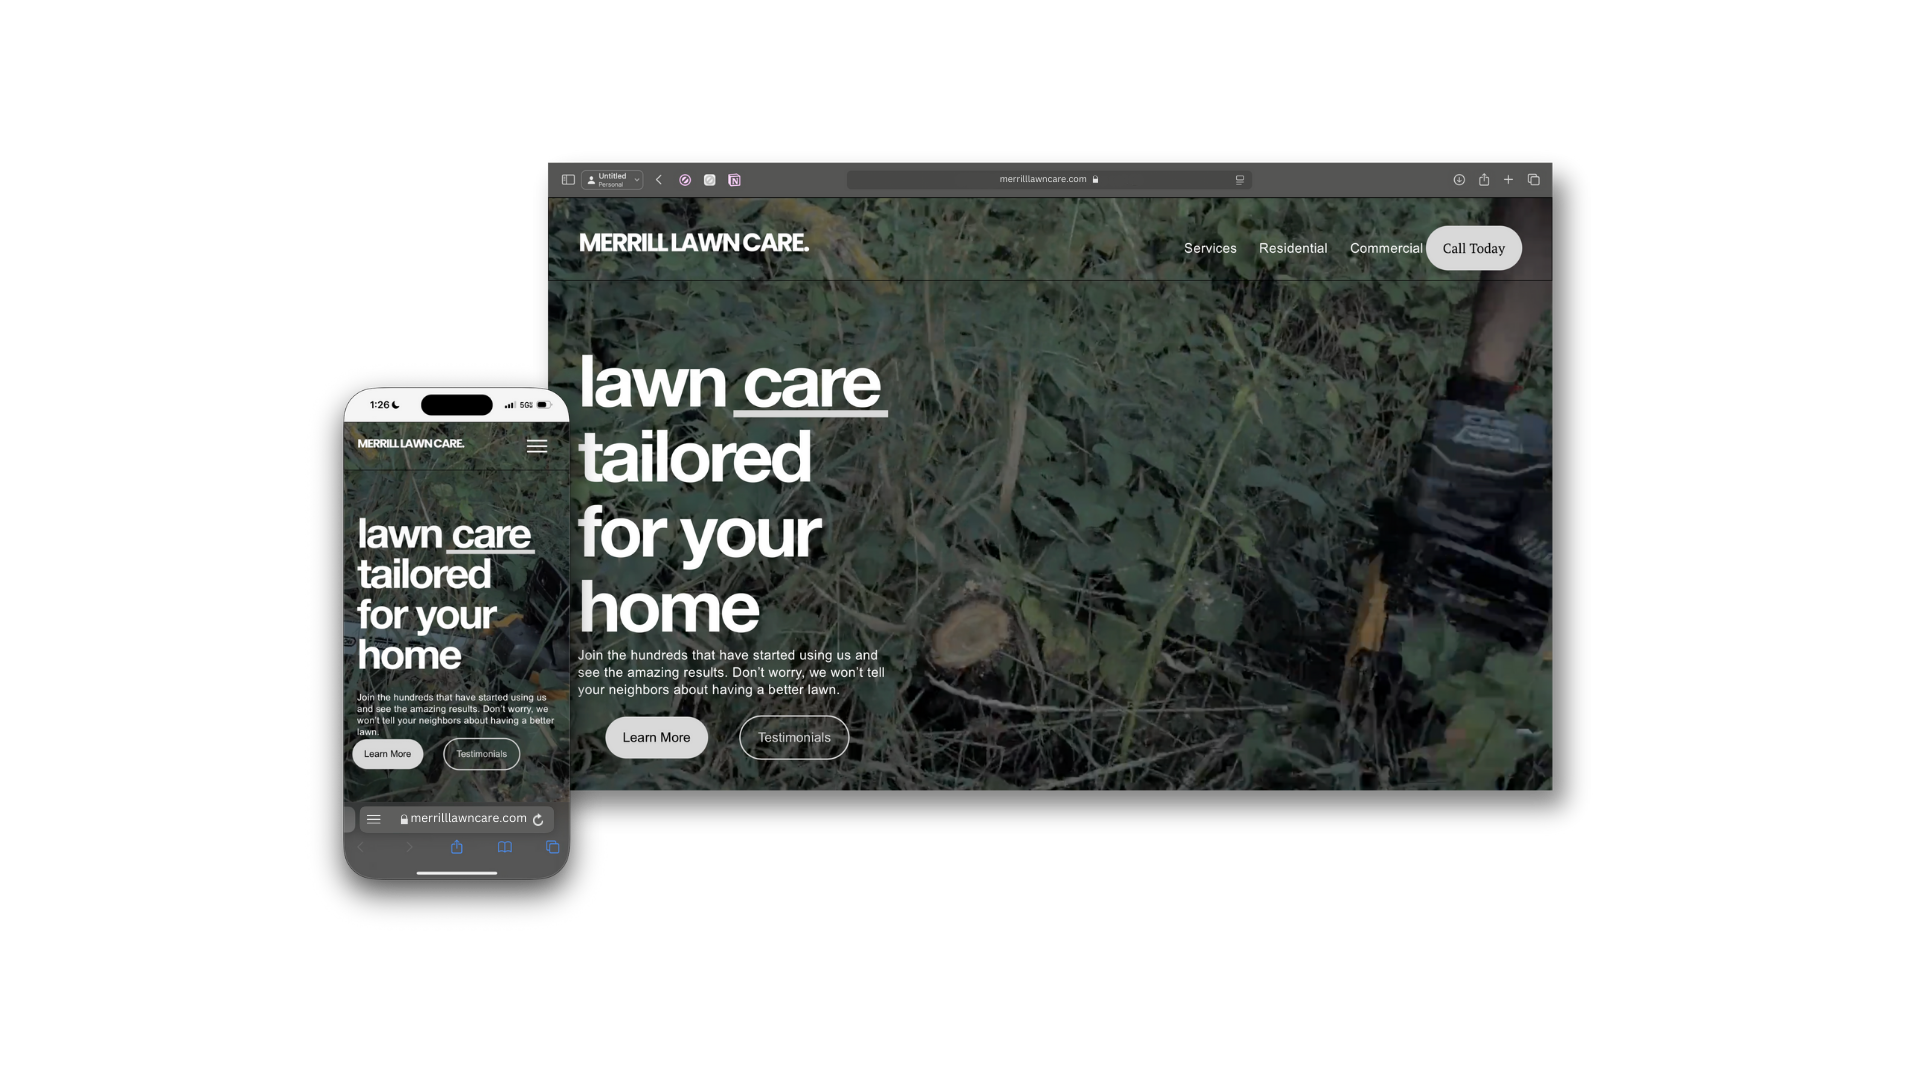 Untitled
Personal
merrilllawncare.com
MERRILL LAWN CARE.
Services Residential Commercial Call Today
lawn care
tailored
for your
home
Join the hundreds that have started using us and
see the amazing results. Don't worry, we won't tell
your neighbors about having a better lawn.
Learn More Testimonials
1:26 5G
MERRILL LAWN CARE.
lawn care
tailored
for your
home
Join the hundreds that have started using us
and see the amazing results. Don't worry, we
won't tell your neighbors about having a better
lawn.
Learn More Testimonials
merrilllawncare.com